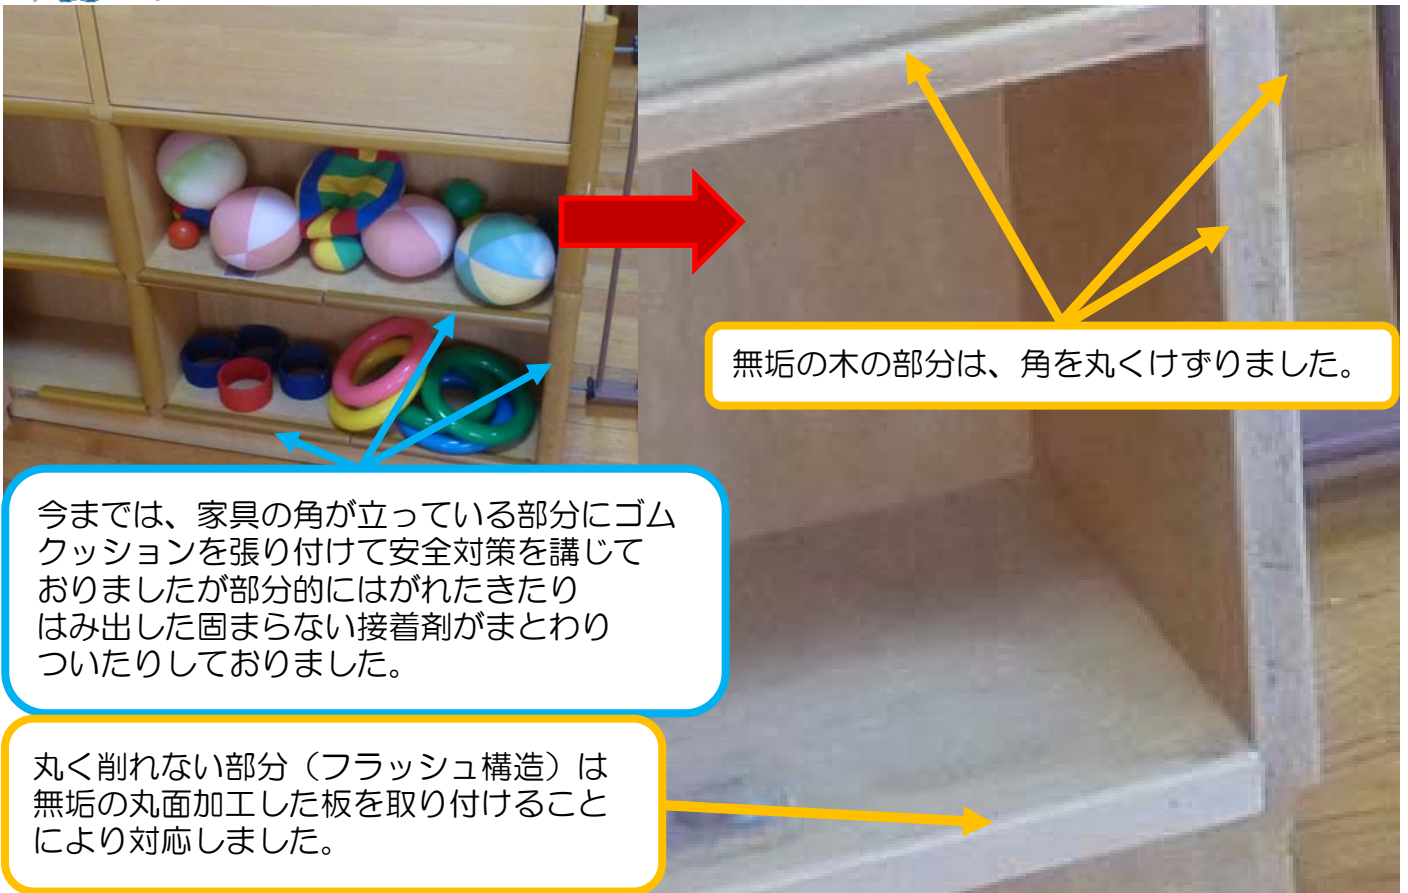 無垢の木の部分は、角を丸くけずりました。
今までは、家具の角が立っている部分にゴム
クッションを張り付けて安全対策を講じて
おりましたが部分的にはがれたきたり
はみ出した固まらない接着剤がまとわり
ついたりしておりました。
丸く削れない部分（フラッシュ構造）は
無垢の丸面加工した板を取り付けること
により対応しました。